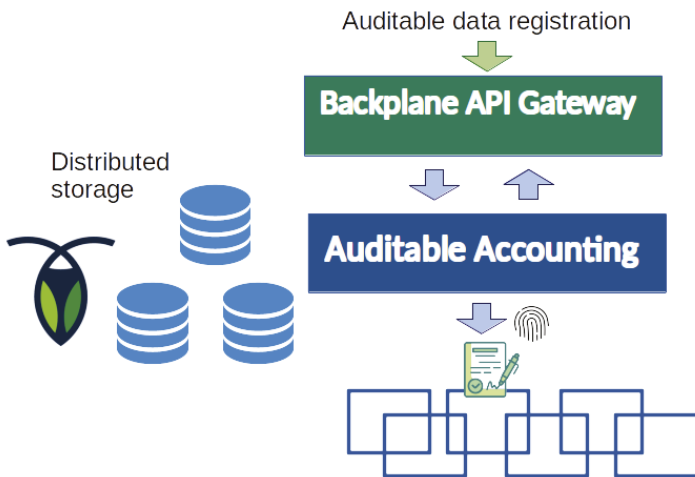 Auditable data registration
Backplane API Gateway
Distributed
storage
Auditable Accounting